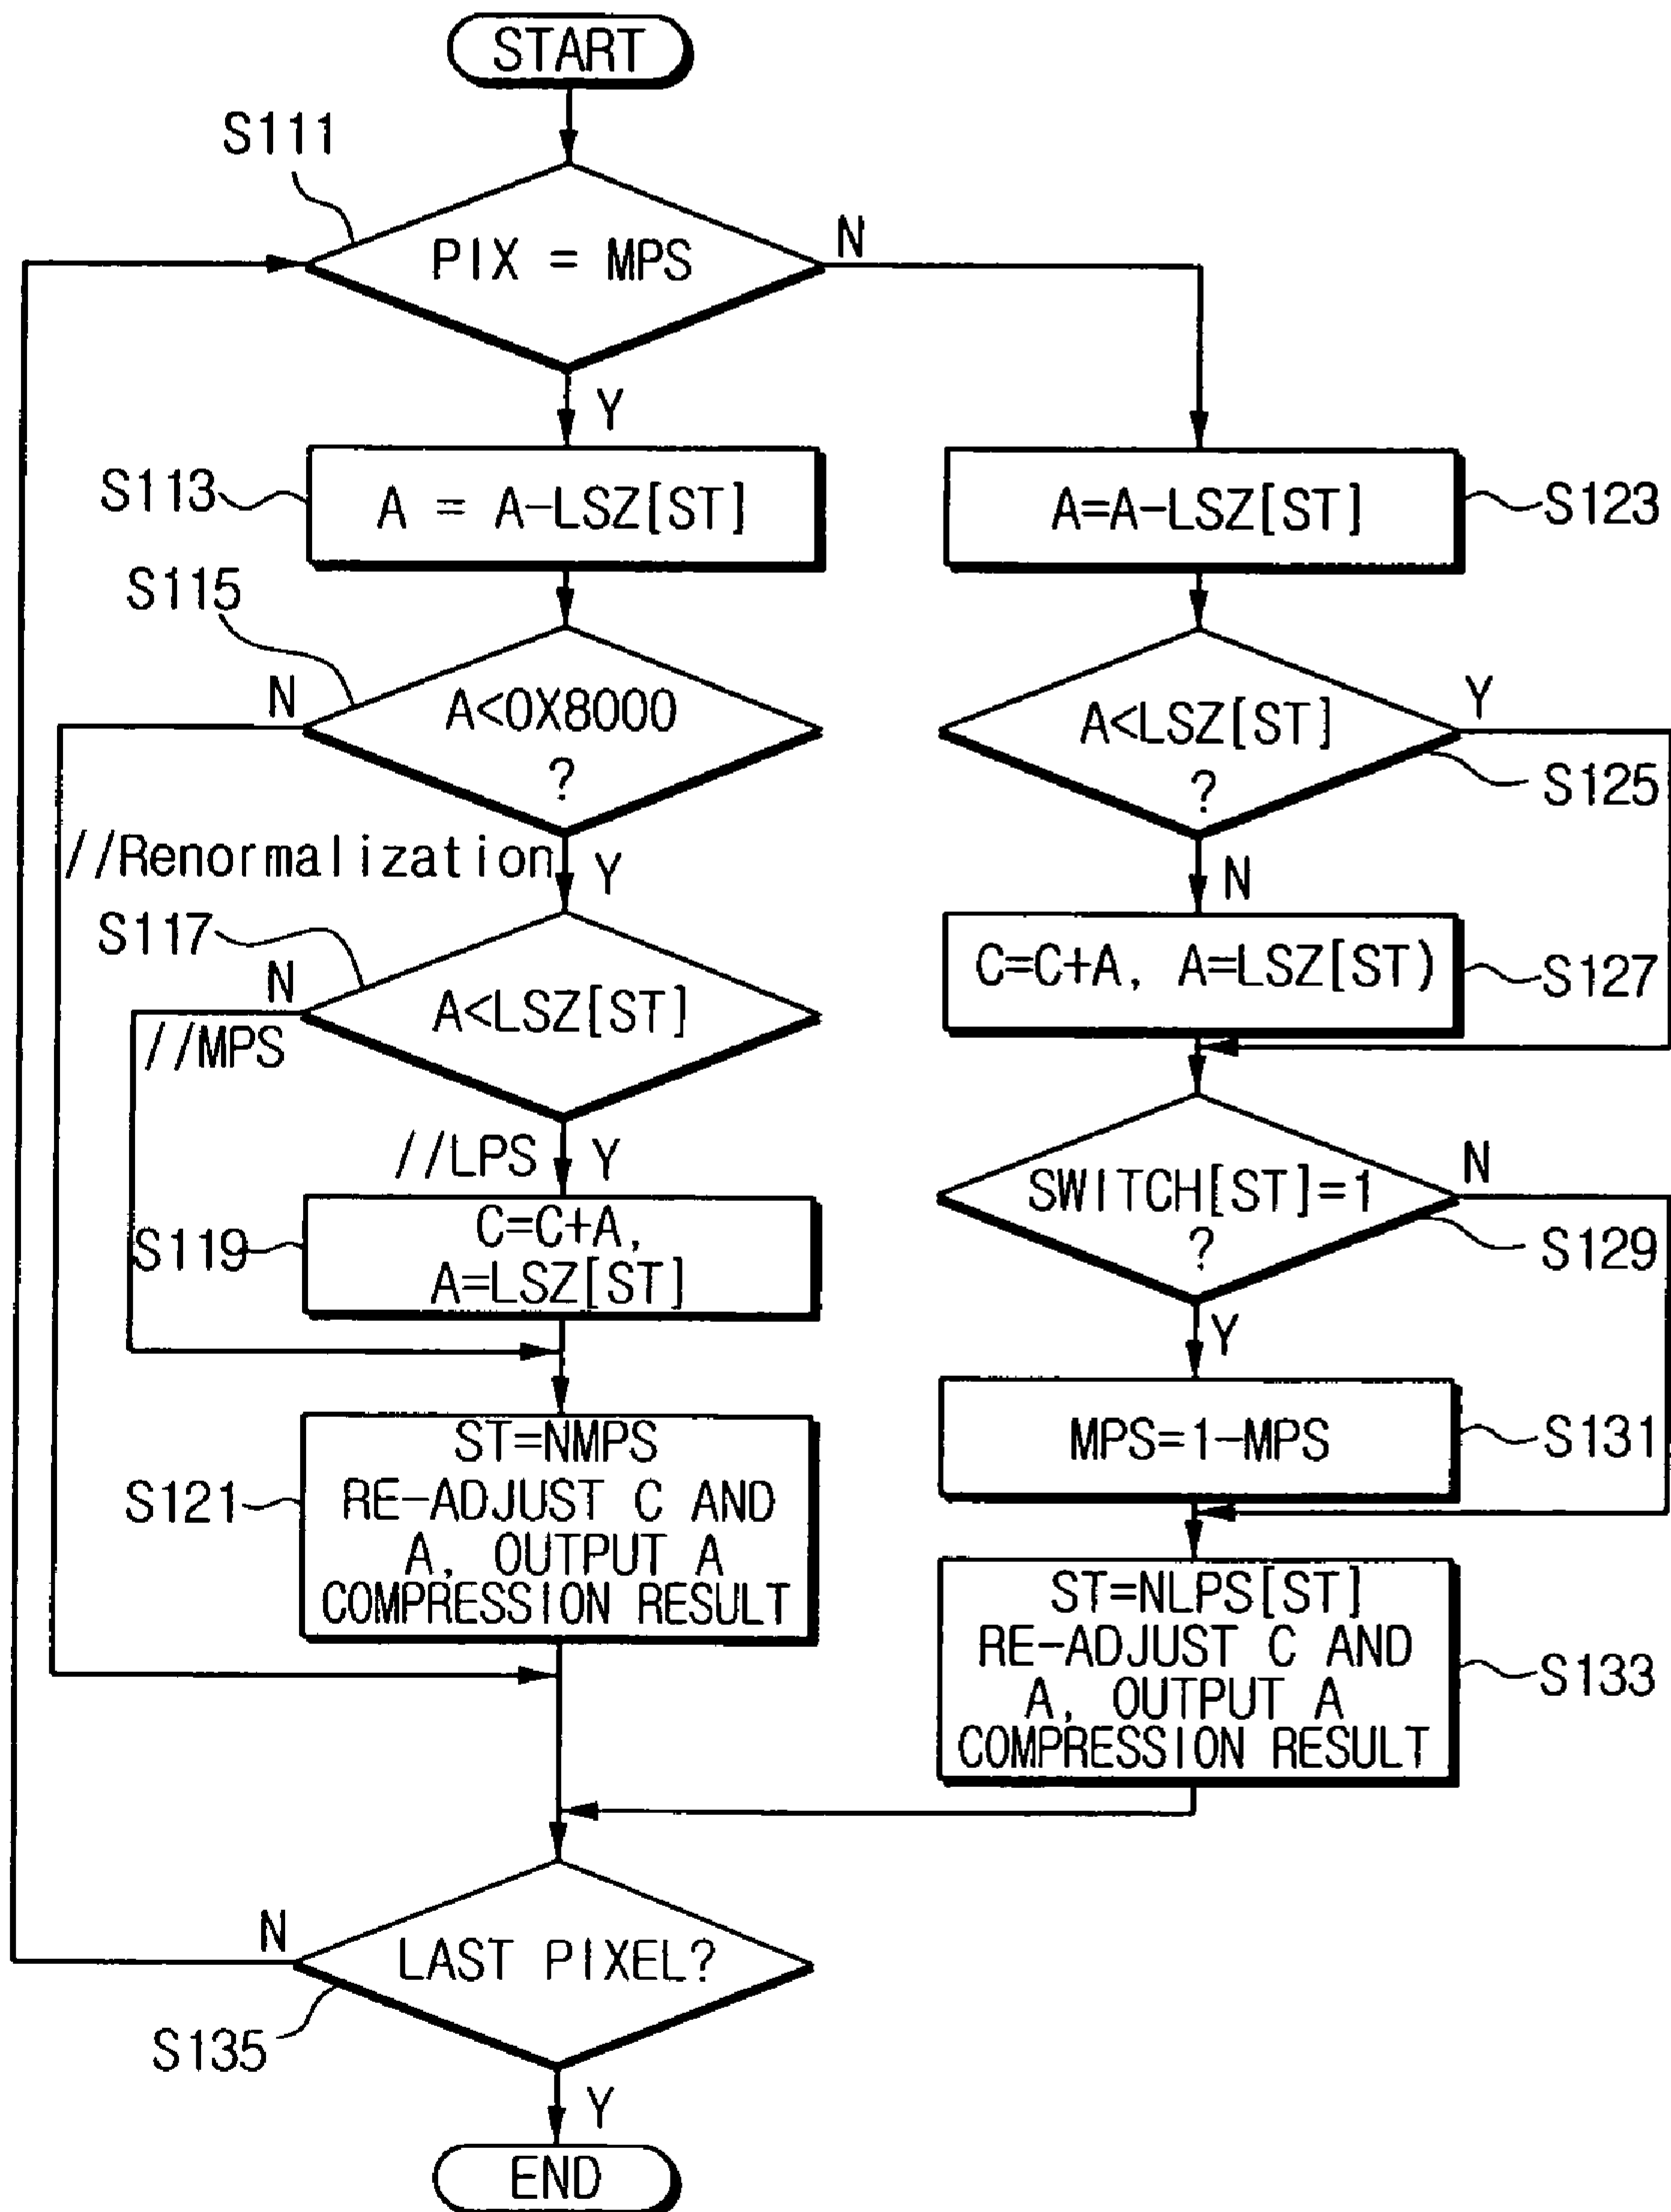 START
S111
PIX = MPS
N
Y
S113
A = A-LSZ[ST]
A=A-LSZ[ST]
S123
S115
N
A<0X8000
?
A<LSZ[ST]
?
Y
S125
//Renormalization
Y
N
S117
N
A<LSZ[ST]
//MPS
C=C+A, A=LSZ[ST)
S127
//LPS
Y
SWITCH[ST]=1
?
N
S129
S119
C=C+A,
A=LSZ[ST]
Y
MPS=1-MPS
S131
S121
ST=NMPS
RE-ADJUST C AND
A, OUTPUT A
COMPRESSION RESULT
ST=NLPS[ST]
RE-ADJUST C AND
A, OUTPUT A
COMPRESSION RESULT
S133
N
LAST PIXEL?
S135
Y
END